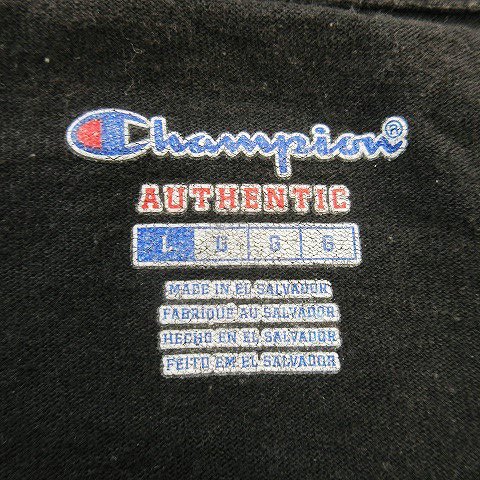 Champion®
AUTHENTIC
L G G G
MADE IN EL SALVADOR
FABRIQUE AU SALVADOR
HECHO EN EL SALVADOR
FEITO EM EL SALVADOR